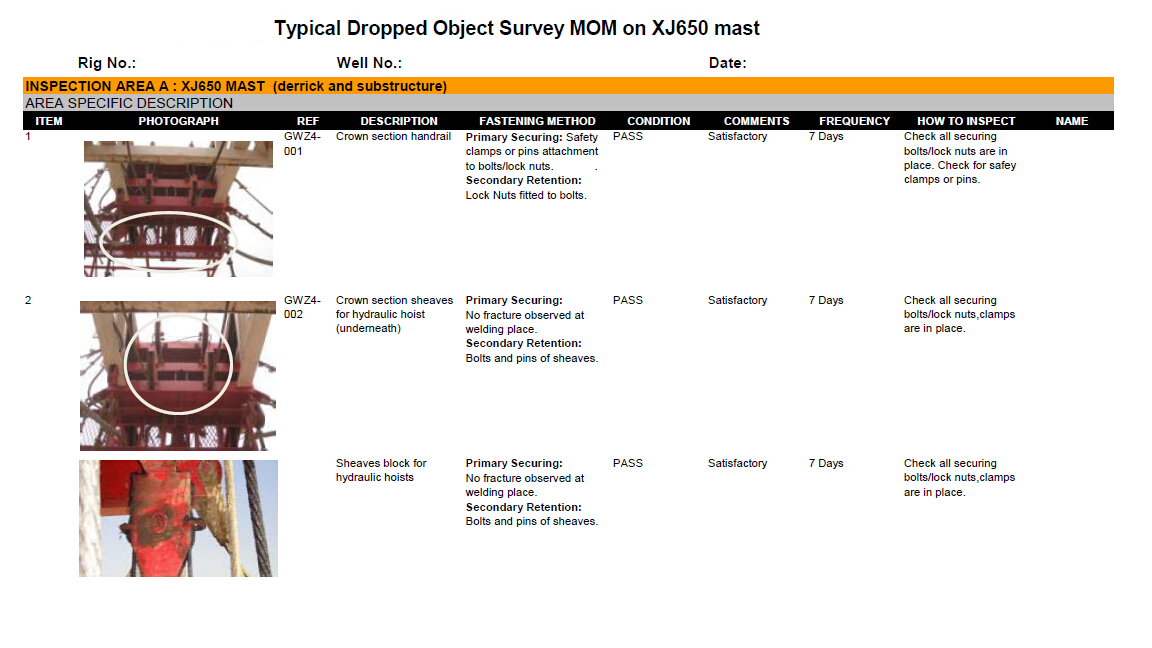 Typical Dropped Object Survey MOM on XJ650 mast
Rig No.: Well No.: Date:
INSPECTION AREA A : XJ650 MAST (derrick and substructure)
AREA SPECIFIC DESCRIPTION
ITEM PHOTOGRAPH REF DESCRIPTION FASTENING METHOD CONDITION COMMENTS FREQUENCY HOW TO INSPECT NAME
1
GWZ4-
001
Crown section handrail
Primary Securing: Safety
clamps or pins attachment
to bolts/lock nuts. .
Secondary Retention:
Lock Nuts fitted to bolts.
PASS
Satisfactory
7 Days
Check all securing
bolts/lock nuts are in
place. Check for safey
clamps or pins.
2
GWZ4-
002
Crown section sheaves
for hydraulic hoist
(underneath)
Primary Securing:
No fracture observed at
welding place.
Secondary Retention:
Bolts and pins of sheaves.
PASS
Satisfactory
7 Days
Check all securing
bolts/lock nuts,clamps
are in place.
Sheaves block for
hydraulic hoists
Primary Securing:
No fracture observed at
welding place.
Secondary Retention:
Bolts and pins of sheaves.
PASS
Satisfactory
7 Days
Check all securing
bolts/lock nuts,clamps
are in place.